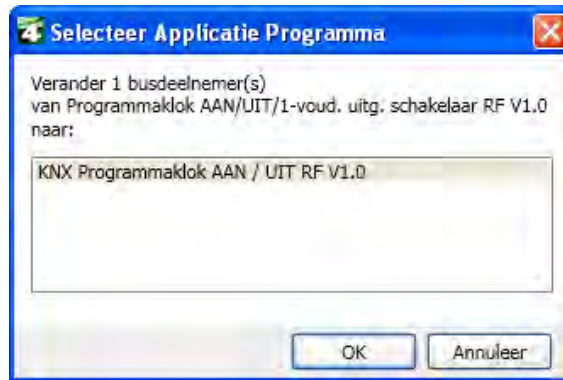 Selecteer Applicatie Programma
Verander 1 busdeelnemer(s)
van Programmaklok AAN/UIT/1-voud. uitg. schakelaar RF V1.0
naar:
KNX Programmaklok AAN / UIT RF V1.0
OK Annuleer